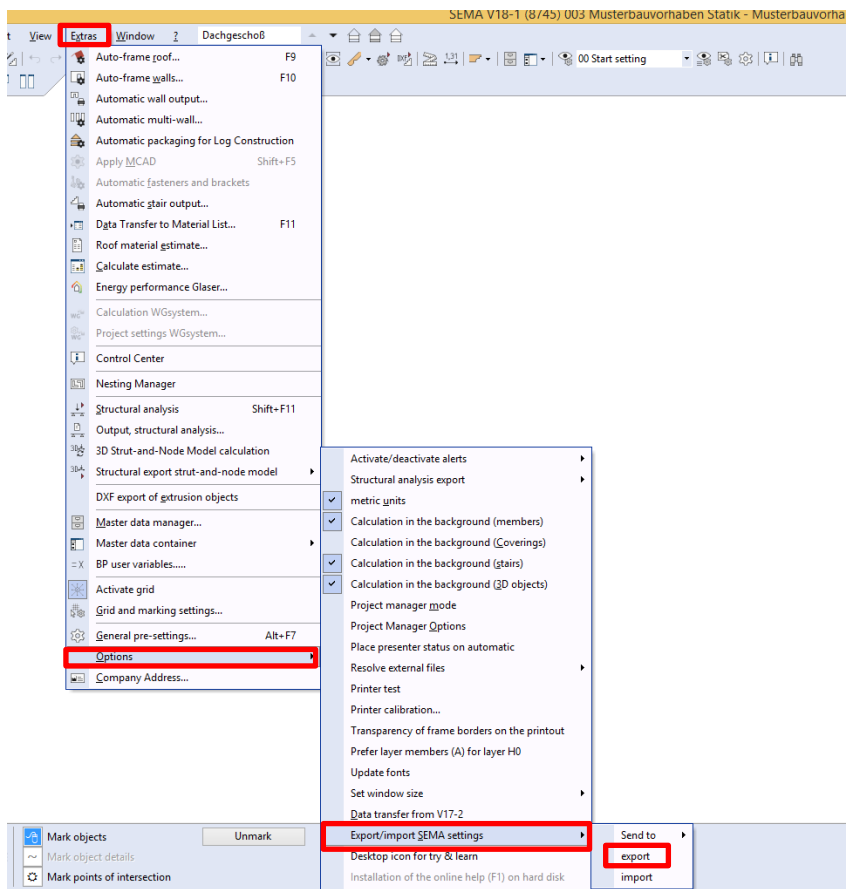 SEMA V18-1 (8745) 003 Musterbauvorhaben Statik - Musterbauvorha
t View Extras Window ? Dachgeschoß
00 Start setting
Auto-frame roof... F9
Auto-frame walls... F10
Automatic wall output...
Automatic multi-wall...
Automatic packaging for Log Construction
Apply MCAD Shift+F5
Automatic fasteners and brackets
Automatic stair output...
Data Transfer to Material List... F11
Roof material estimate...
Calculate estimate...
Energy performance Glaser...
Calculation WGsystem...
Project settings WGsystem...
Control Center
Nesting Manager
Structural analysis Shift+F11
Output, structural analysis...
3D Strut-and-Node Model calculation
Structural export strut-and-node model
DXF export of extrusion objects
Master data manager...
Master data container
BP user variables.....
Activate grid
Grid and marking settings...
General pre-settings... Alt+F7
Options
Company Address...
Activate/deactivate alerts
Structural analysis export
metric units
Calculation in the background (members)
Calculation in the background (Coverings)
Calculation in the background (stairs)
Calculation in the background (3D objects)
Project manager mode
Project Manager Options
Place presenter status on automatic
Resolve external files
Printer test
Printer calibration...
Transparency of frame borders on the printout
Prefer layer members (A) for layer H0
Update fonts
Set window size
Data transfer from V17-2
Export/import SEMA settings
Desktop icon for try & learn
Installation of the online help (F1) on hard disk
Send to
export
import
Mark objects Unmark
Mark object details
Mark points of intersection